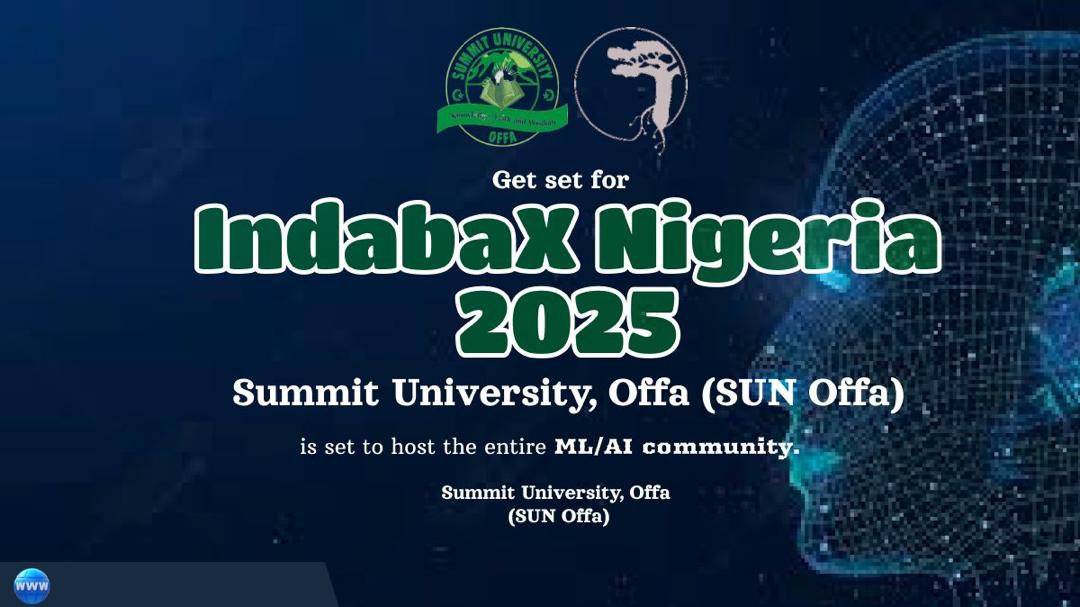 SUMMIT UNIVERSITY
OFFA
Get set for
IndabaX Nigeria
2025
Summit University, Offa (SUN Offa)
is set to host the entire ML/AI community.
Summit University, Offa
(SUN Offa)
WWW